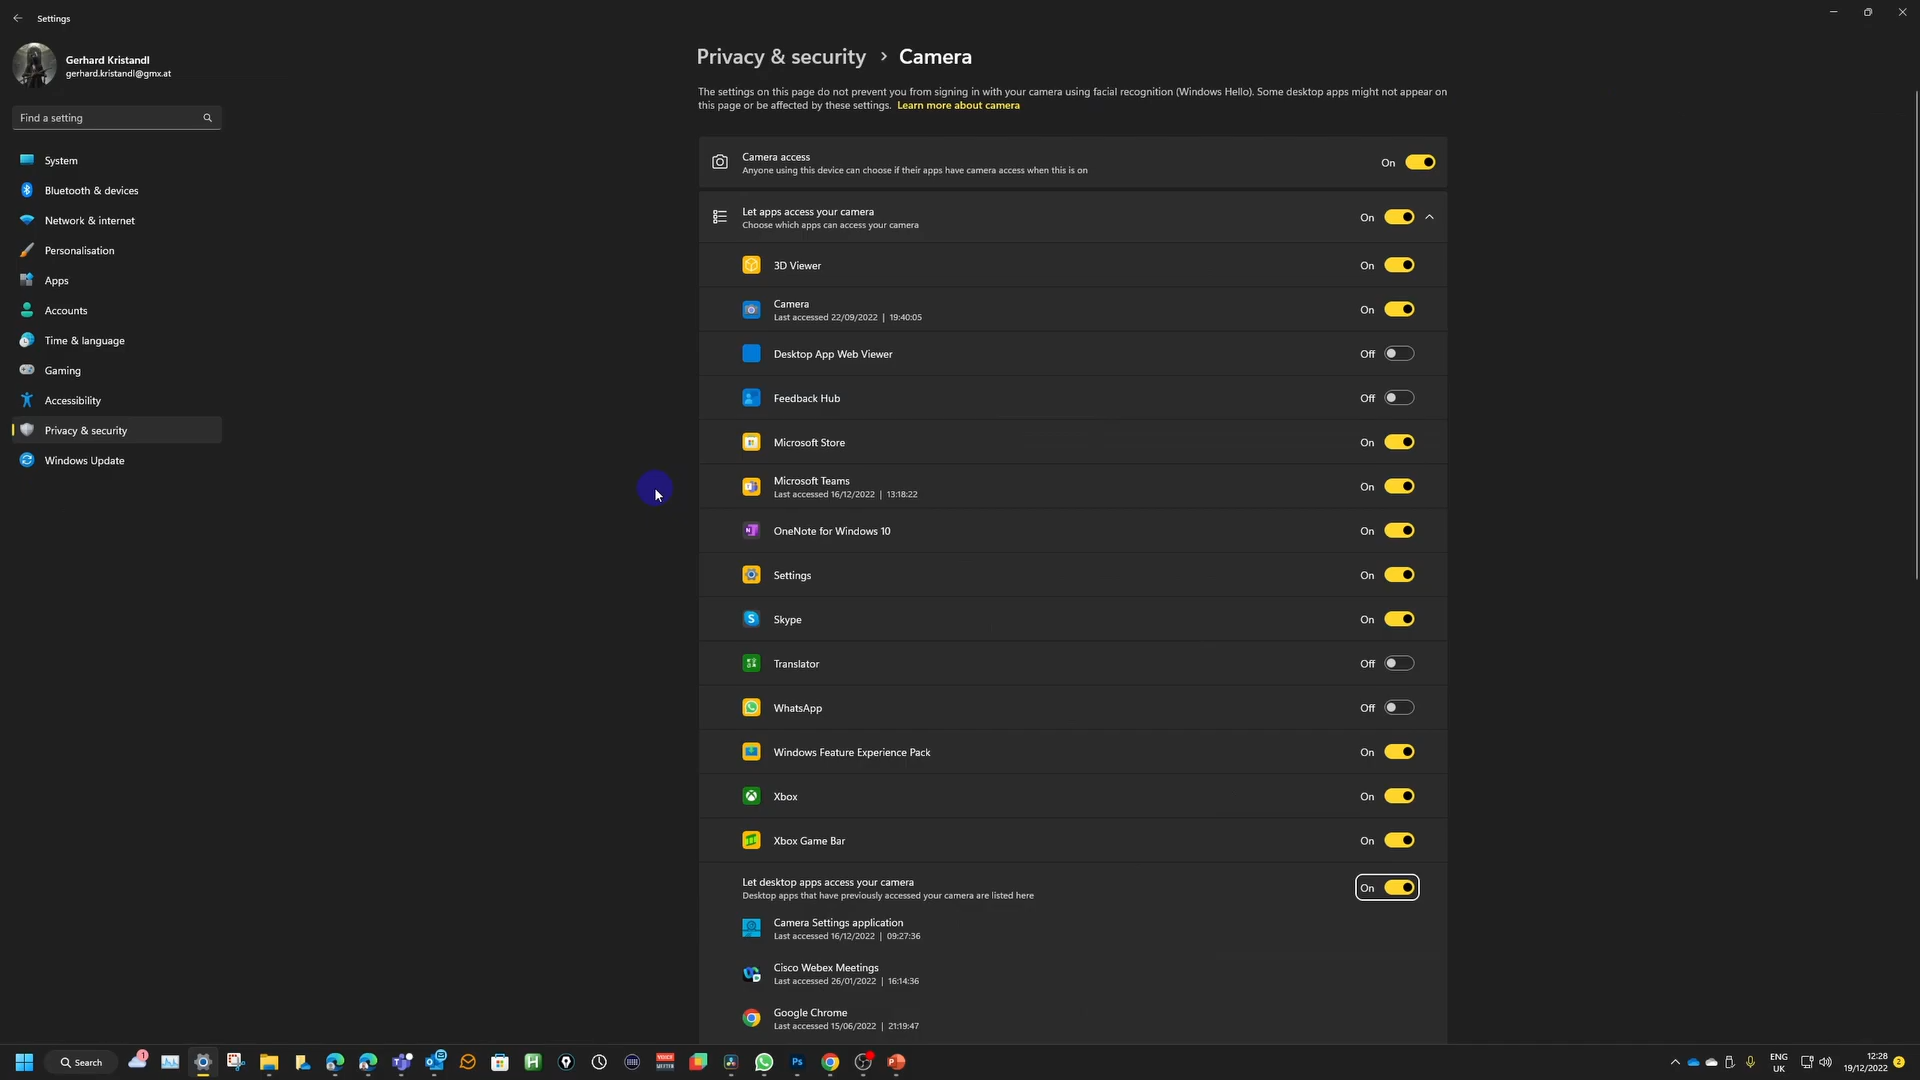 Settings
Gerhard Kristandl
gerhard.kristandl@gmx.at
Find a setting
System
Bluetooth & devices
Network & internet
Personalisation
Apps
Accounts
Time & language
Gaming
Accessibility
Privacy & security
Windows Update
Privacy & security > Camera
The settings on this page do not prevent you from signing in with your camera using facial recognition (Windows Hello). Some desktop apps might not appear on
this page or be affected by these settings. Learn more about camera
Camera access
Anyone using this device can choose if their apps have camera access when this is on
On
Let apps access your camera
Choose which apps can access your camera
On
3D Viewer
On
Camera
Last accessed 22/09/2022 | 19:40:05
On
Desktop App Web Viewer
Off
Feedback Hub
Off
Microsoft Store
On
Microsoft Teams
Last accessed 16/12/2022 | 13:18:22
On
OneNote for Windows 10
On
Settings
On
Skype
On
Translator
Off
WhatsApp
Off
Windows Feature Experience Pack
On
Xbox
On
Xbox Game Bar
On
Let desktop apps access your camera
Desktop apps that have previously accessed your camera are listed here
On
Camera Settings application
Last accessed 16/12/2022 | 09:27:36
Cisco Webex Meetings
Last accessed 26/01/2022 | 16:14:36
Google Chrome
Last accessed 15/06/2022 | 21:19:47
Search
1
ENG
UK
12:28
19/12/2022
2